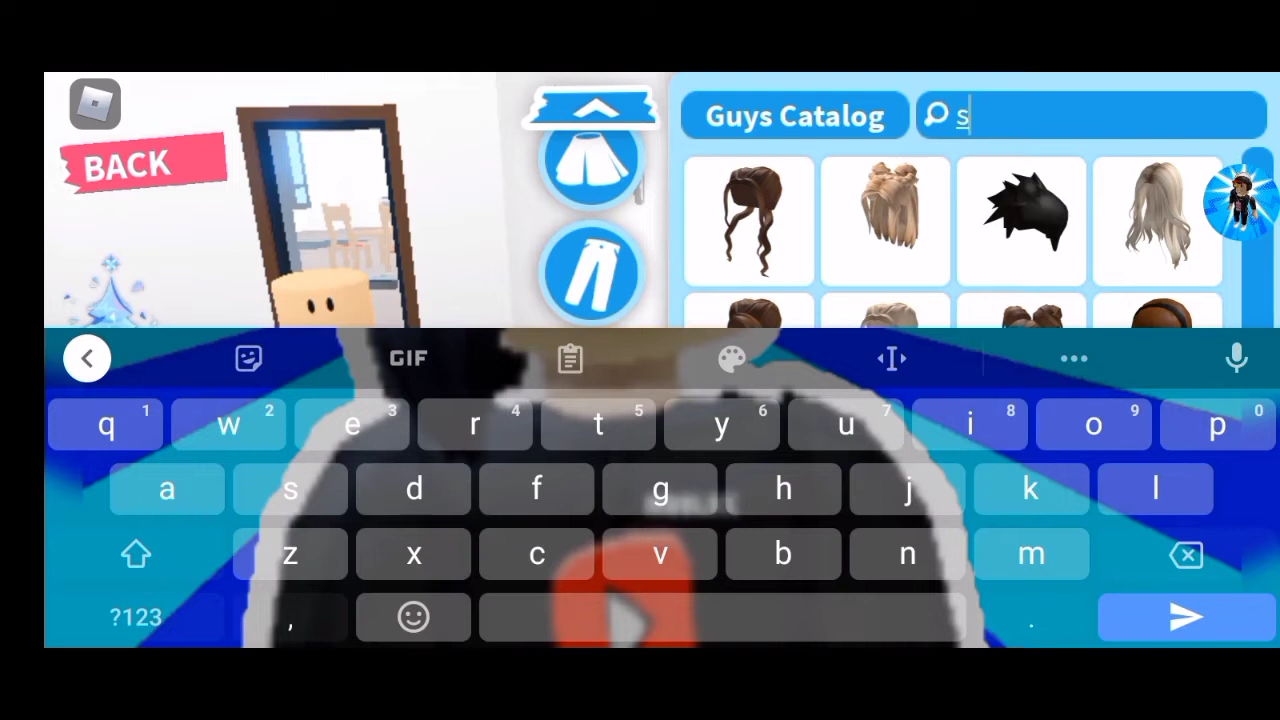 Guys Catalog
s
BACK
GIF
q 1 w 2 e 3 r 4 t 5 y 6 u 7 i 8 o 9 p 0
a s d f g h j k l
z x c v b n m
?123 , .